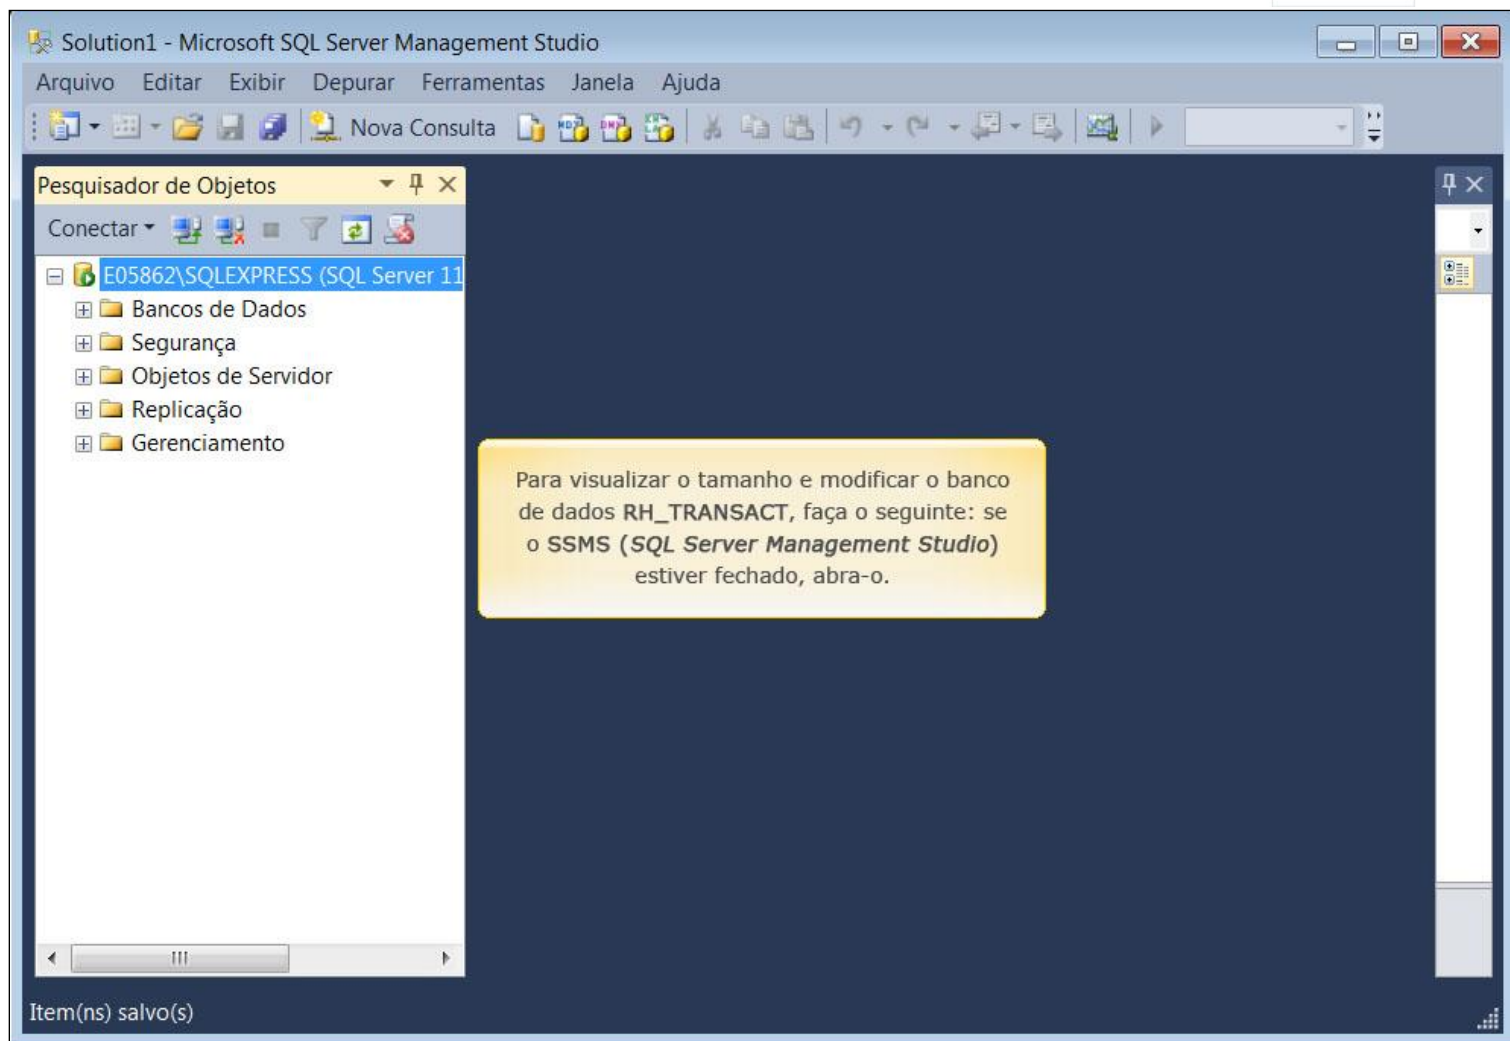 Solution1 - Microsoft SQL Server Management Studio
Arquivo Editar Exibir Depurar Ferramentas Janela Ajuda
Nova Consulta
Pesquisador de Objetos
Conectar
E05862\SQLEXPRESS (SQL Server 11
Bancos de Dados
Segurança
Objetos de Servidor
Replicação
Gerenciamento
Para visualizar o tamanho e modificar o banco
de dados RH_TRANSACT, faça o seguinte: se
o SSMS (SQL Server Management Studio)
estiver fechado, abra-o.
Item(ns) salvo(s)